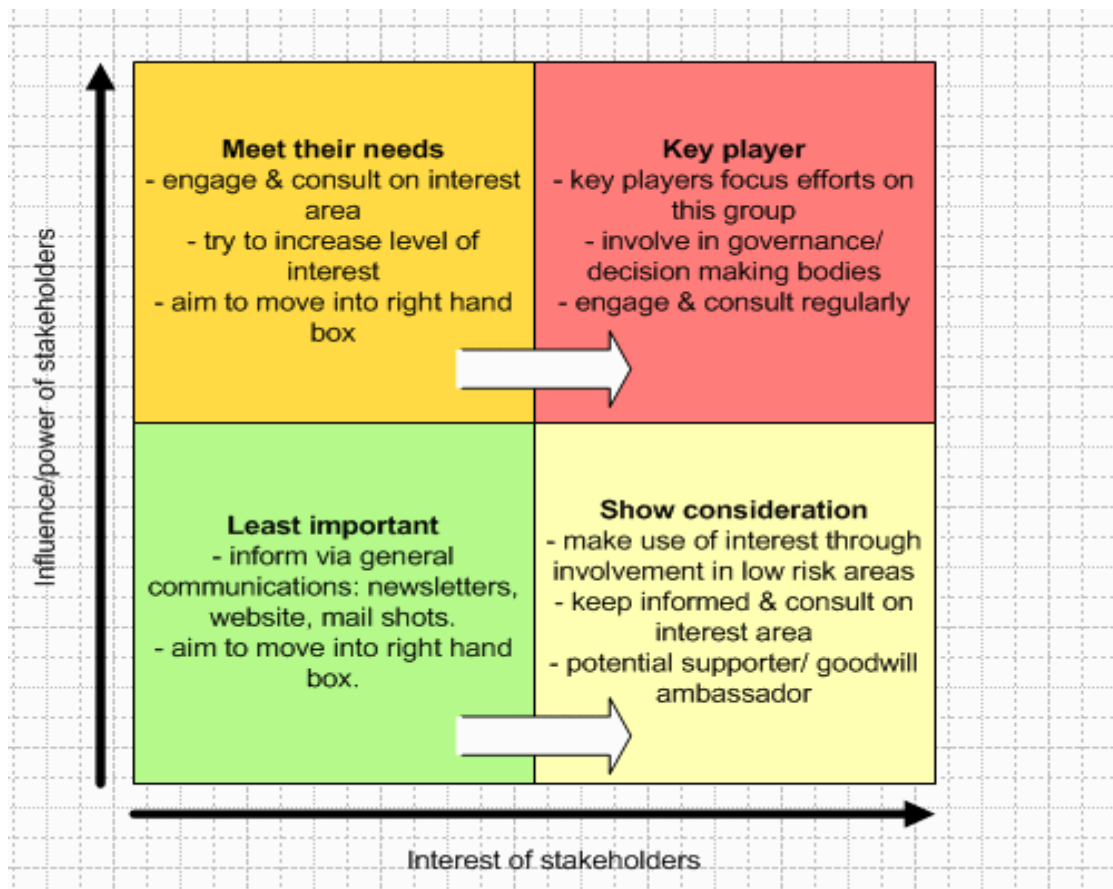 Influence/power of stakeholders
Meet their needs
- engage & consult on interest
area
- try to increase level of
interest
- aim to move into right hand
box
Key player
- key players focus efforts on
this group
- involve in governance/
decision making bodies
- engage & consult regularly
Least important
- inform via general
communications: newsletters,
website, mail shots.
- aim to move into right hand
box.
Show consideration
- make use of interest through
involvement in low risk areas
- keep informed & consult on
interest area
- potential supporter/ goodwill
ambassador
Interest of stakeholders